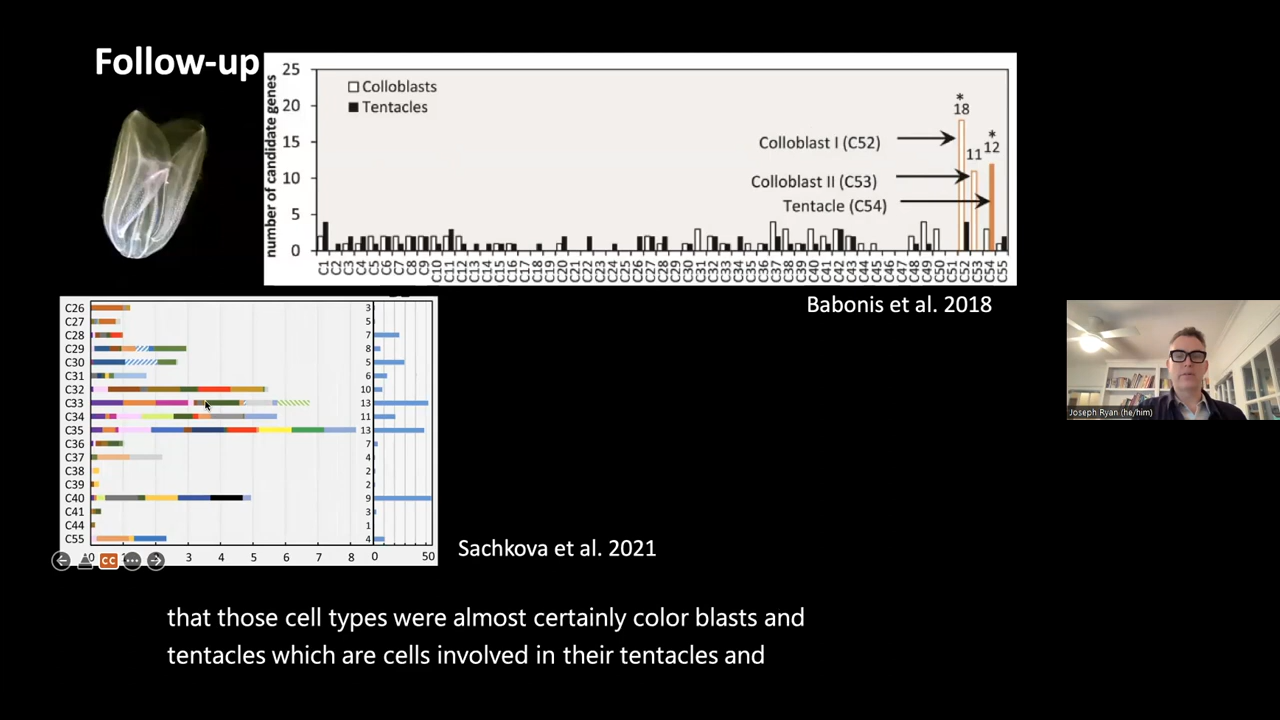 Follow-up
number of candidate genes
25
20
15
10
5
0
Colloblasts
Tentacles
* 18
11
* 12
Colloblast I (C52)
Colloblast II (C53)
Tentacle (C54)
C1 C2 C3 C4 C5 C6 C7 C8 C9 C10 C11 C12 C13 C14 C15 C16 C17 C18 C19 C20 C21 C22 C23 C24 C25 C26 C27 C28 C29 C30 C31 C32 C33 C34 C35 C36 C37 C38 C39 C40 C41 C42 C43 C44 C45 C46 C47 C48 C49 C50 C51 C52 C53 C54 C55
Babonis et al. 2018
C26 3
C27 5
C28 7
C29 8
C30 5
C31 6
C32 10
C33 13
C34 11
C35 13
C36 7
C37 4
C38 2
C39 2
C40 9
C41 3
C44 1
C55 4
0 3 4 5 6 7 8 0 50
CC
Sachkova et al. 2021
Joseph Ryan (he/him)
that those cell types were almost certainly color blasts and
tentacles which are cells involved in their tentacles and